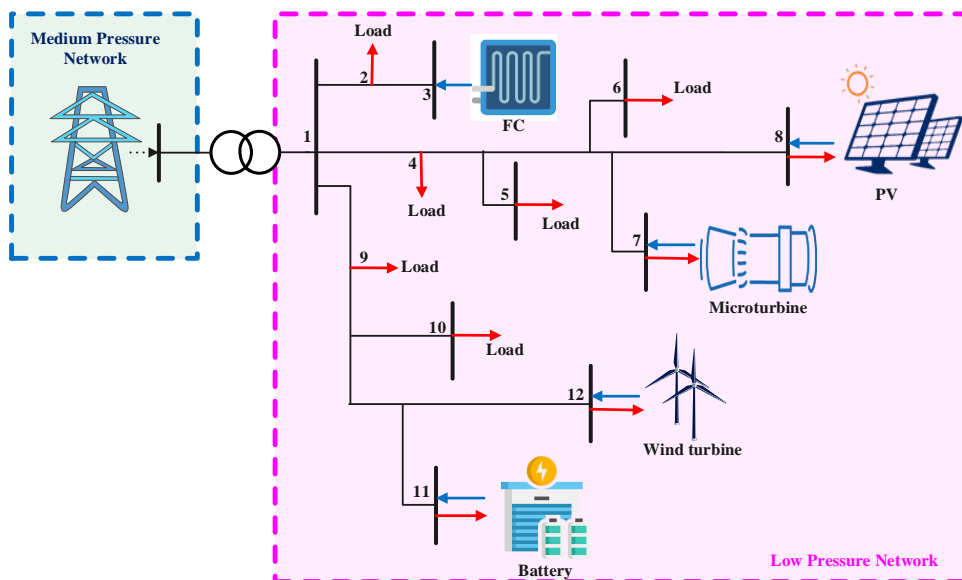 Medium Pressure
Network
Load
2
3
FC
1
6
Load
8
PV
4
Load
5
Load
7
Microturbine
9
Load
10
Load
12
Wind turbine
11
Battery
Low Pressure Network